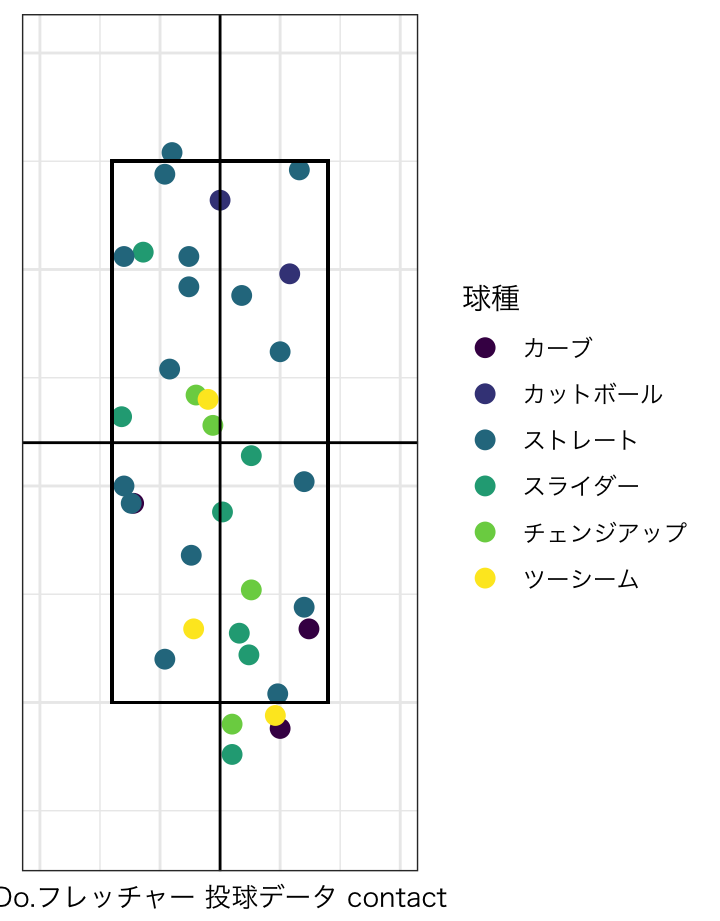 球種
カーブ
カットボール
ストレート
スライダー
チェンジアップ
ツーシーム
Do.フレッチャー 投球データ contact